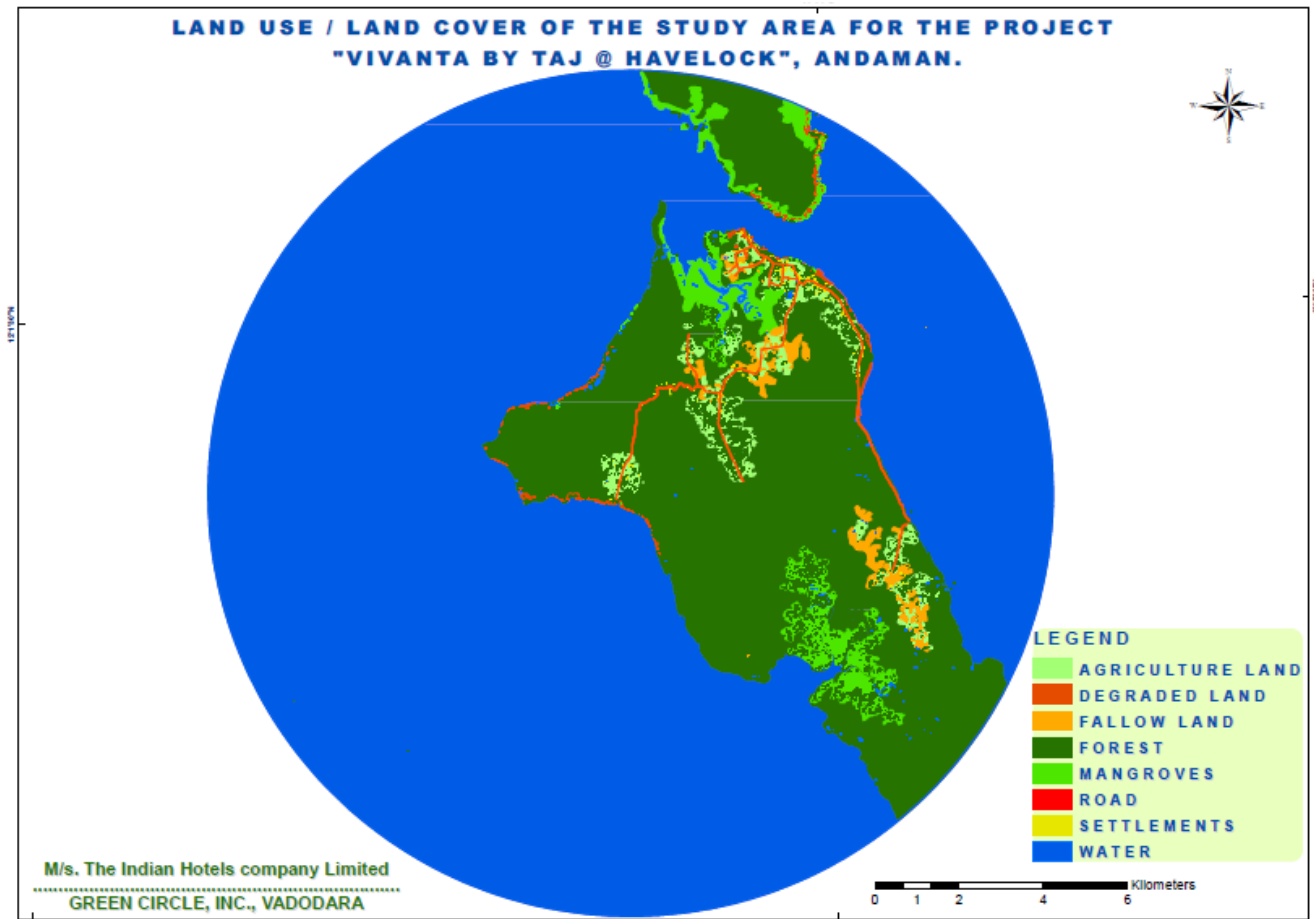 LAND USE / LAND COVER OF THE STUDY AREA FOR THE PROJECT
"VIVANTA BY TAJ @ HAVELOCK", ANDAMAN.
N
W E
S
LEGEND
AGRICULTURE LAND
DEGRADED LAND
FALLOW LAND
FOREST
MANGROVES
ROAD
SETTLEMENTS
WATER
M/s. The Indian Hotels company Limited
GREEN CIRCLE, INC., VADODARA
Kilometers
0 1 2 4 6